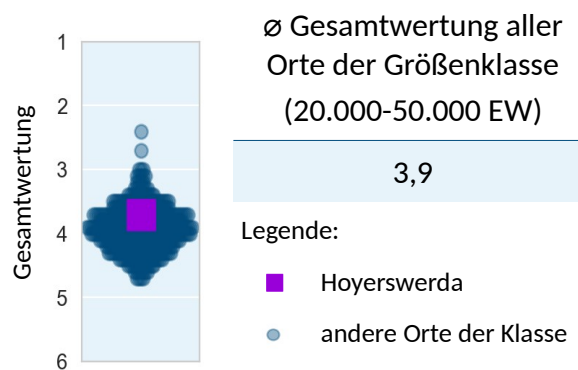 Gesamtwertung
1
2
3
4
5
6
⌀ Gesamtwertung aller
Orte der Größenklasse
(20.000-50.000 EW)
3,9
Legende:
Hoyerswerda
andere Orte der Klasse